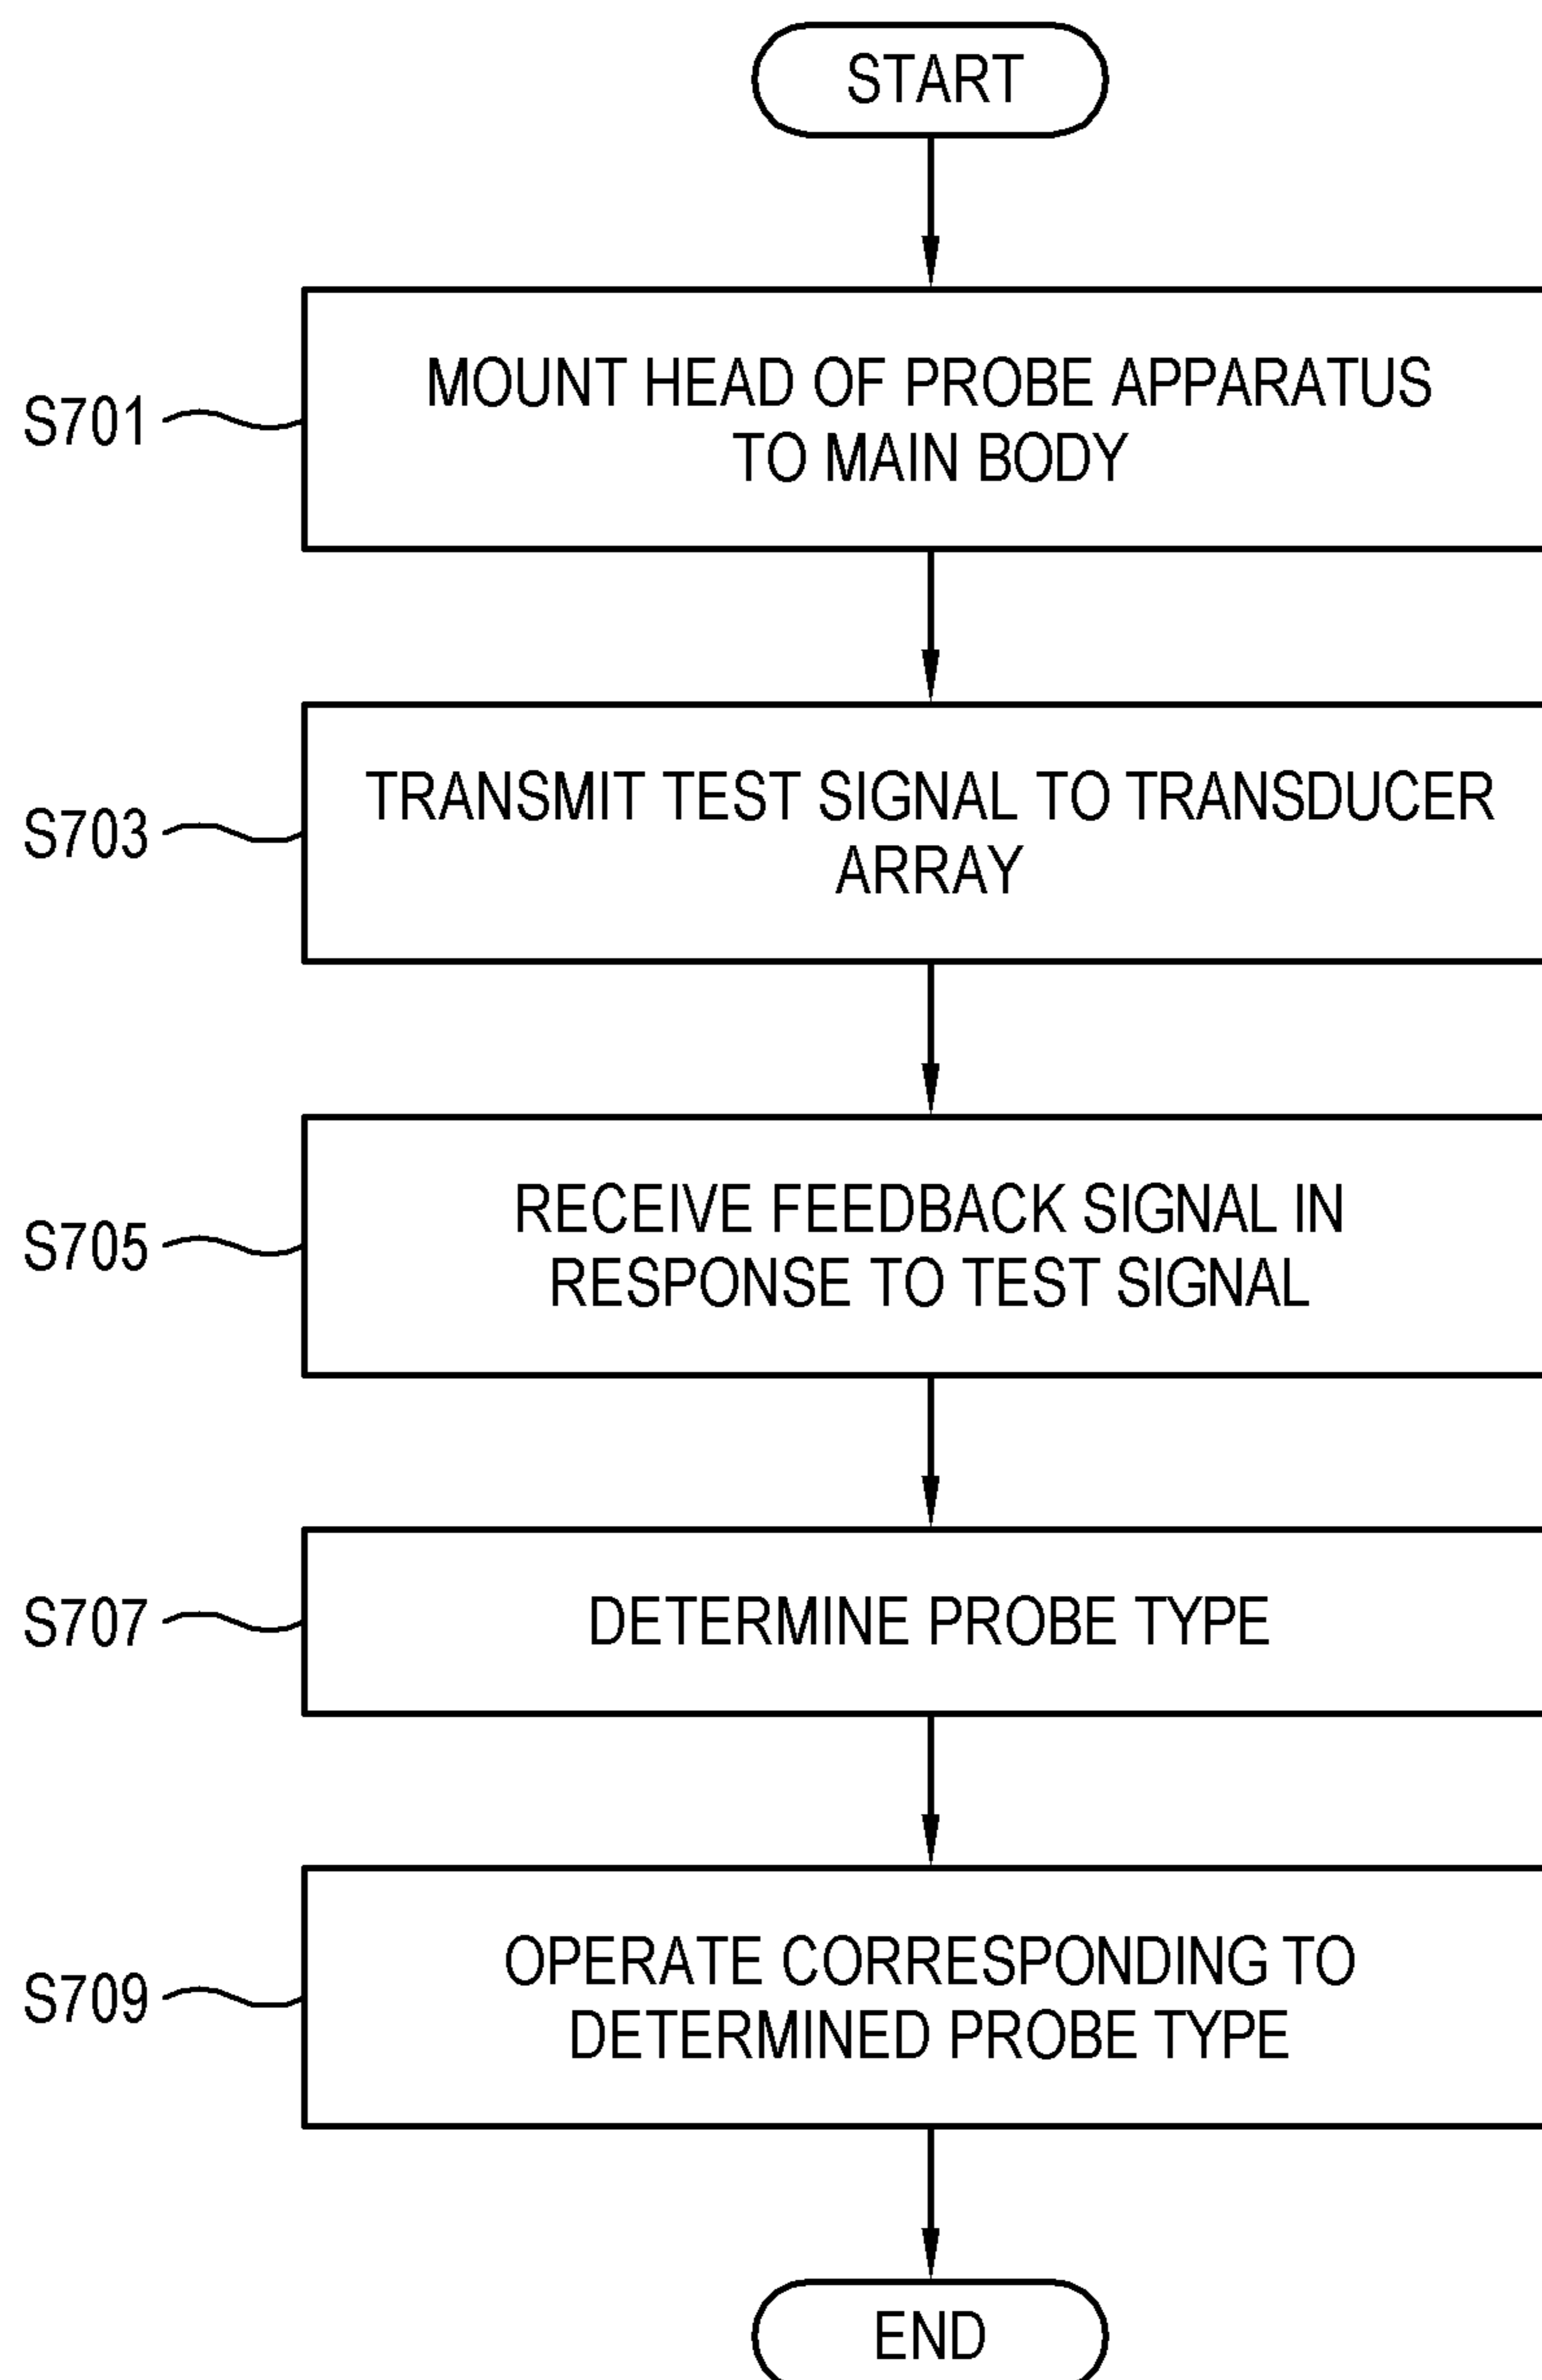 START
S701
MOUNT HEAD OF PROBE APPARATUS
TO MAIN BODY
S703
TRANSMIT TEST SIGNAL TO TRANSDUCER
ARRAY
S705
RECEIVE FEEDBACK SIGNAL IN
RESPONSE TO TEST SIGNAL
S707
DETERMINE PROBE TYPE
S709
OPERATE CORRESPONDING TO
DETERMINED PROBE TYPE
END